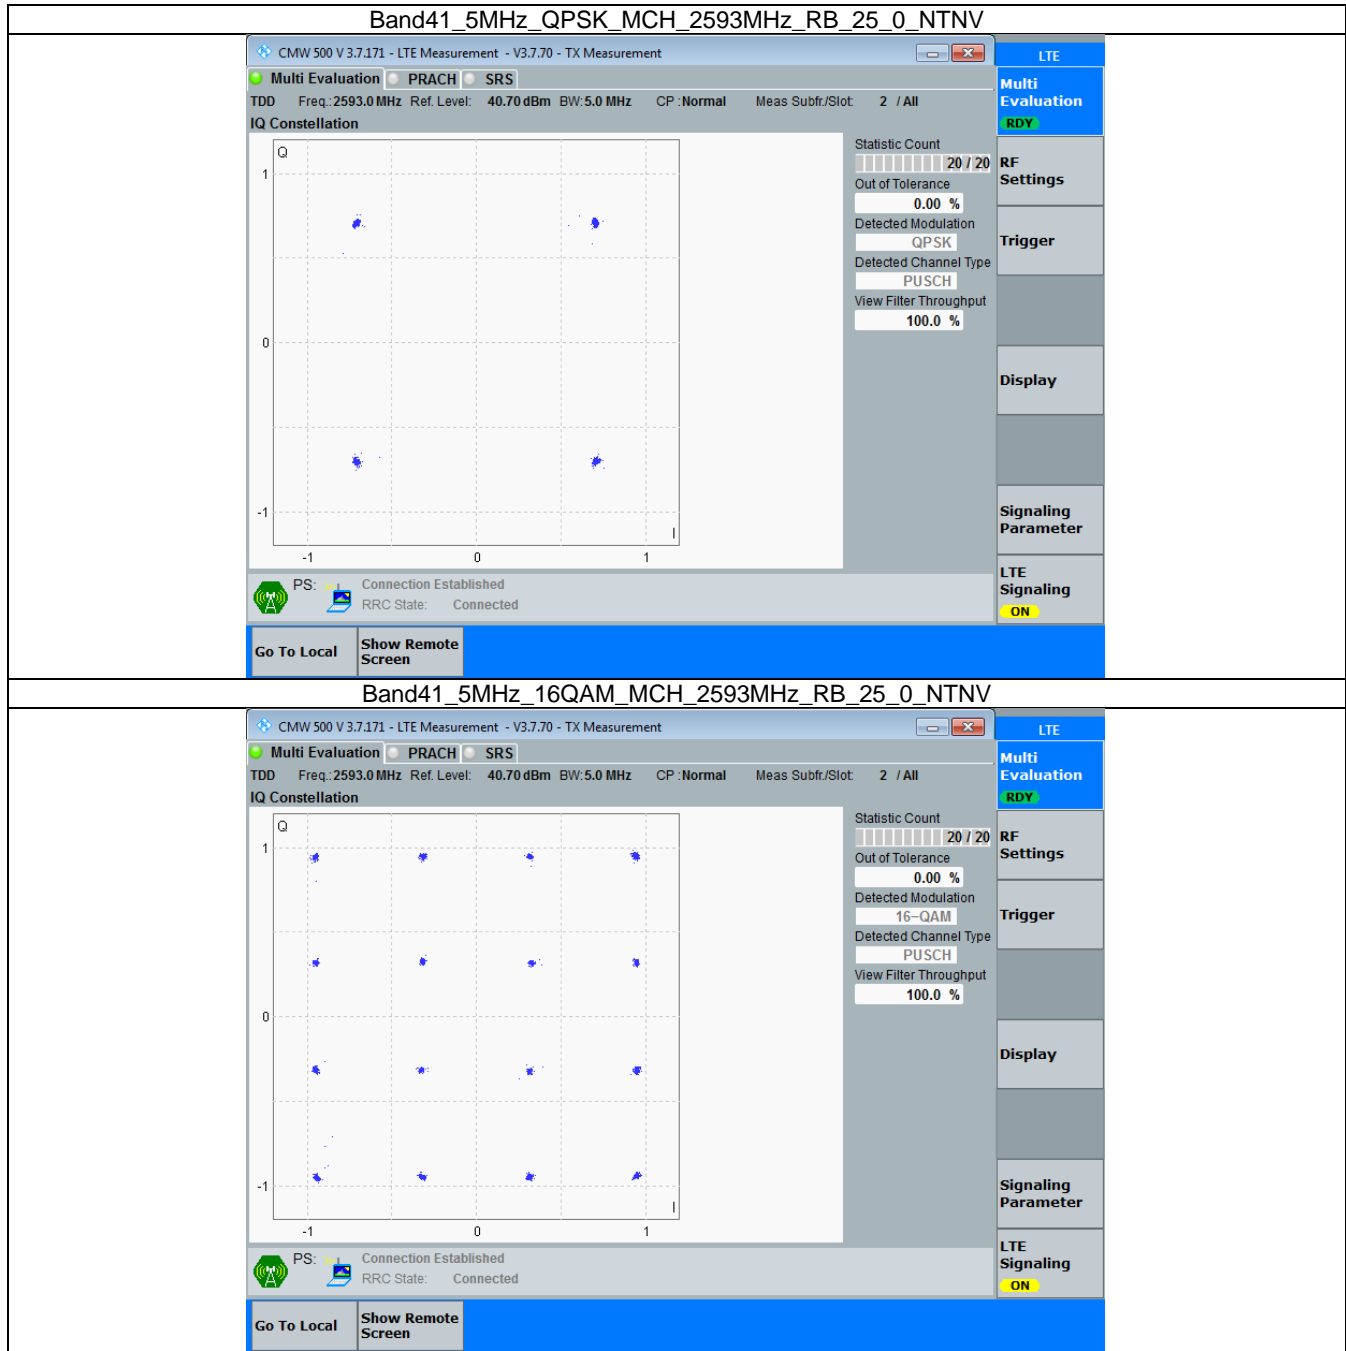 Band41_5MHz_QPSK_MCH_2593MHz_RB_25_0_NTNV
CMW 500 V 3.7.171 - LTE Measurement - V3.7.70 - TX Measurement
LTE
Multi Evaluation PRACH SRS
Multi
Evaluation
RDY
TDD Freq.:2593.0 MHz Ref. Level: 40.70 dBm BW:5.0 MHz CP :Normal Meas Subfr./Slot: 2 / All
IQ Constellation
Q
1
0
-1
I
-1 0 1
Statistic Count
20 / 20
Out of Tolerance
0.00 %
Detected Modulation
QPSK
Detected Channel Type
PUSCH
View Filter Throughput
100.0 %
RF
Settings
Trigger
Display
Signaling
Parameter
LTE
Signaling
ON
PS: Connection Established
RRC State: Connected
Go To Local
Show Remote
Screen
Band41_5MHz_16QAM_MCH_2593MHz_RB_25_0_NTNV
CMW 500 V 3.7.171 - LTE Measurement - V3.7.70 - TX Measurement
LTE
Multi Evaluation PRACH SRS
Multi
Evaluation
RDY
TDD Freq.:2593.0 MHz Ref. Level: 40.70 dBm BW:5.0 MHz CP :Normal Meas Subfr./Slot: 2 / All
IQ Constellation
Q
1
0
-1
I
-1 0 1
Statistic Count
20 / 20
Out of Tolerance
0.00 %
Detected Modulation
16-QAM
Detected Channel Type
PUSCH
View Filter Throughput
100.0 %
RF
Settings
Trigger
Display
Signaling
Parameter
LTE
Signaling
ON
PS: Connection Established
RRC State: Connected
Go To Local
Show Remote
Screen